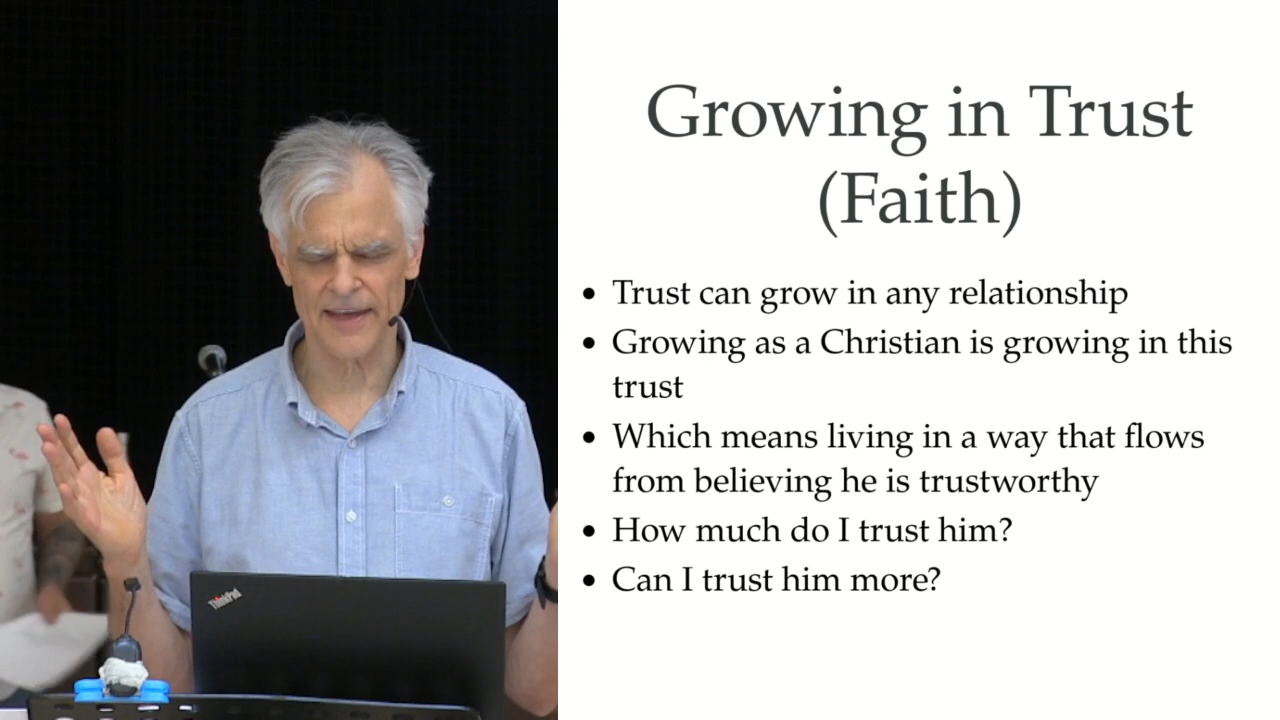 Growing in Trust
(Faith)
• Trust can grow in any relationship
• Growing as a Christian is growing in this
trust
• Which means living in a way that flows
from believing he is trustworthy
• How much do I trust him?
• Can I trust him more?
ThinkPad